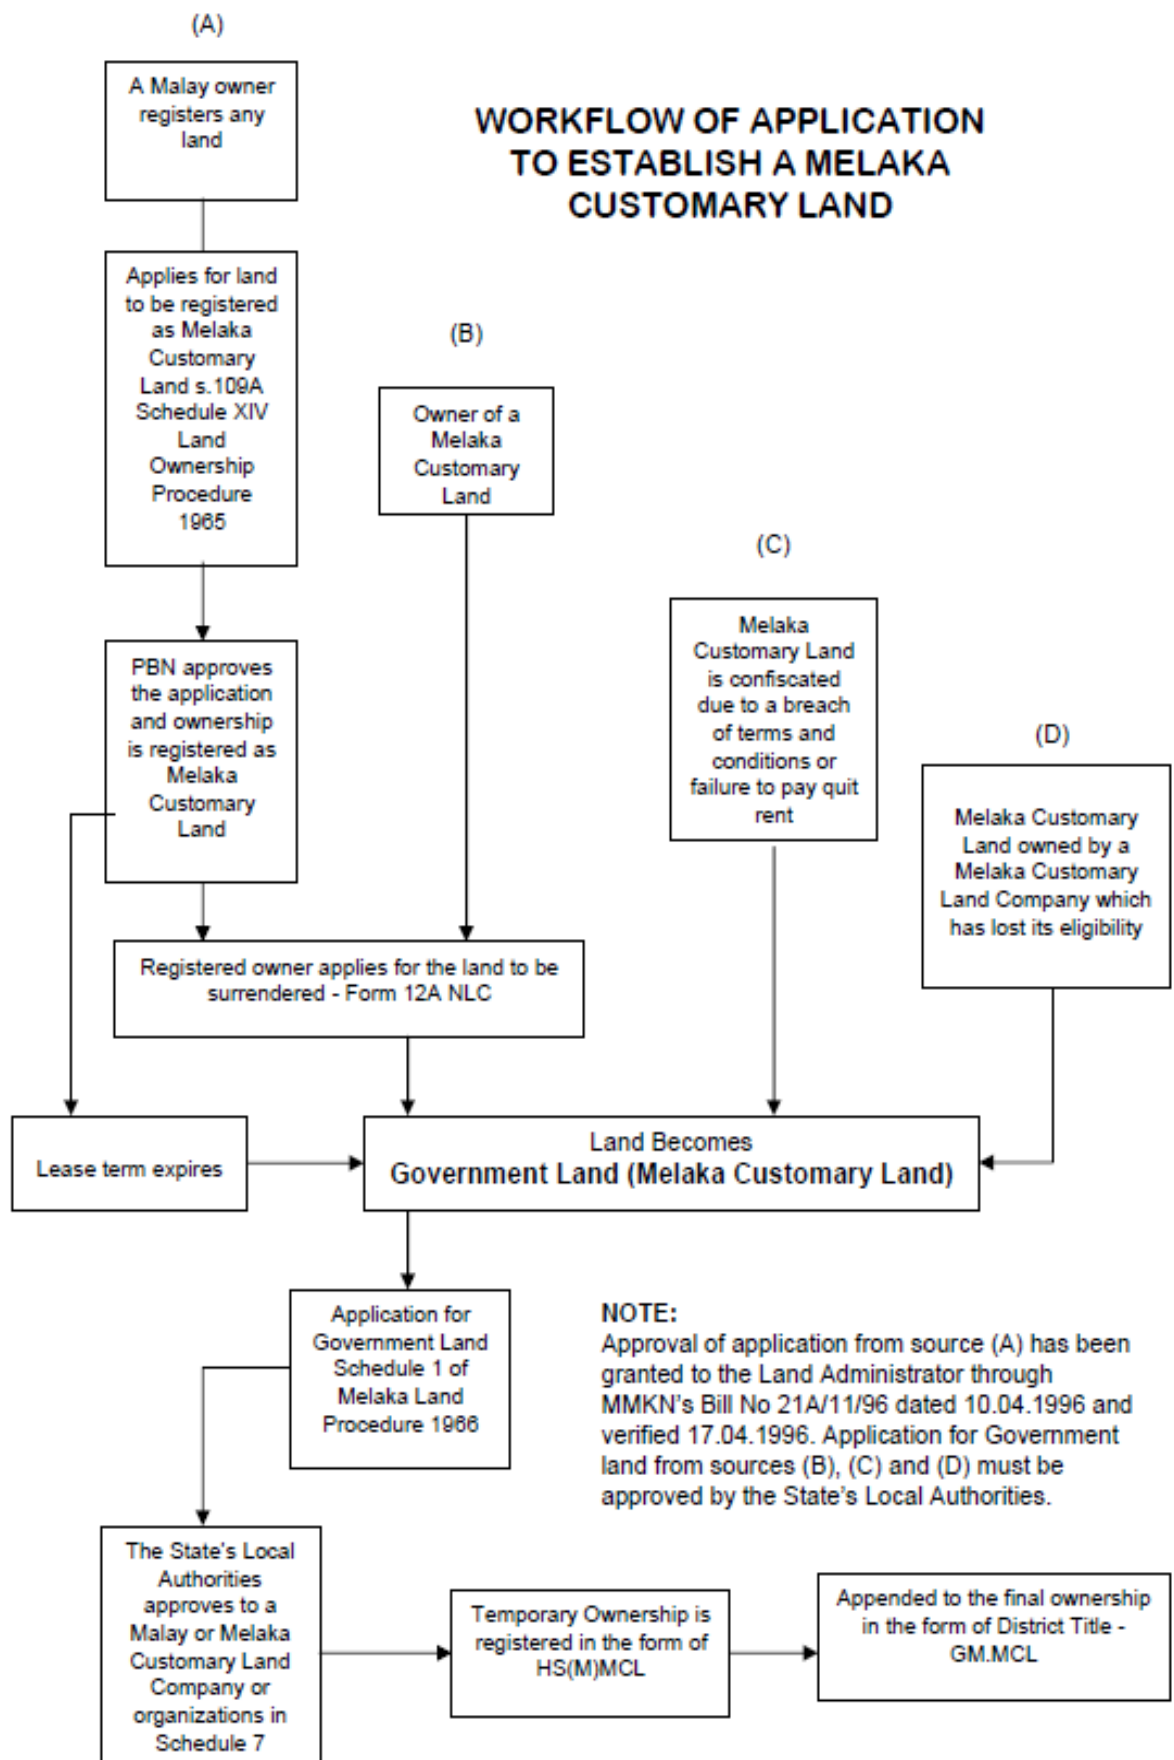 (A)
A Malay owner
registers any
land
WORKFLOW OF APPLICATION
TO ESTABLISH A MELAKA
CUSTOMARY LAND
Applies for land
to be registered
as Melaka
Customary
Land s.109A
Schedule XIV
Land
Ownership
Procedure
1965
(B)
Owner of a
Melaka
Customary
Land
(C)
Melaka
Customary Land
is confiscated
due to a breach
of terms and
conditions or
failure to pay quit
rent
(D)
Melaka Customary
Land owned by a
Melaka Customary
Land Company which
has lost its eligibility
PBN approves
the application
and ownership
is registered as
Melaka
Customary
Land
Registered owner applies for the land to be
surrendered - Form 12A NLC
Lease term expires
Land Becomes
Government Land (Melaka Customary Land)
Application for
Government Land
Schedule 1 of
Melaka Land
Procedure 1966
NOTE:
Approval of application from source (A) has been
granted to the Land Administrator through
MMKN's Bill No 21A/11/96 dated 10.04.1996 and
verified 17.04.1996. Application for Government
land from sources (B), (C) and (D) must be
approved by the State's Local Authorities.
The State's Local
Authorities
approves to a
Malay or Melaka
Customary Land
Company or
organizations in
Schedule 7
Temporary Ownership is
registered in the form of
HS(M)MCL
Appended to the final ownership
in the form of District Title -
GM.MCL